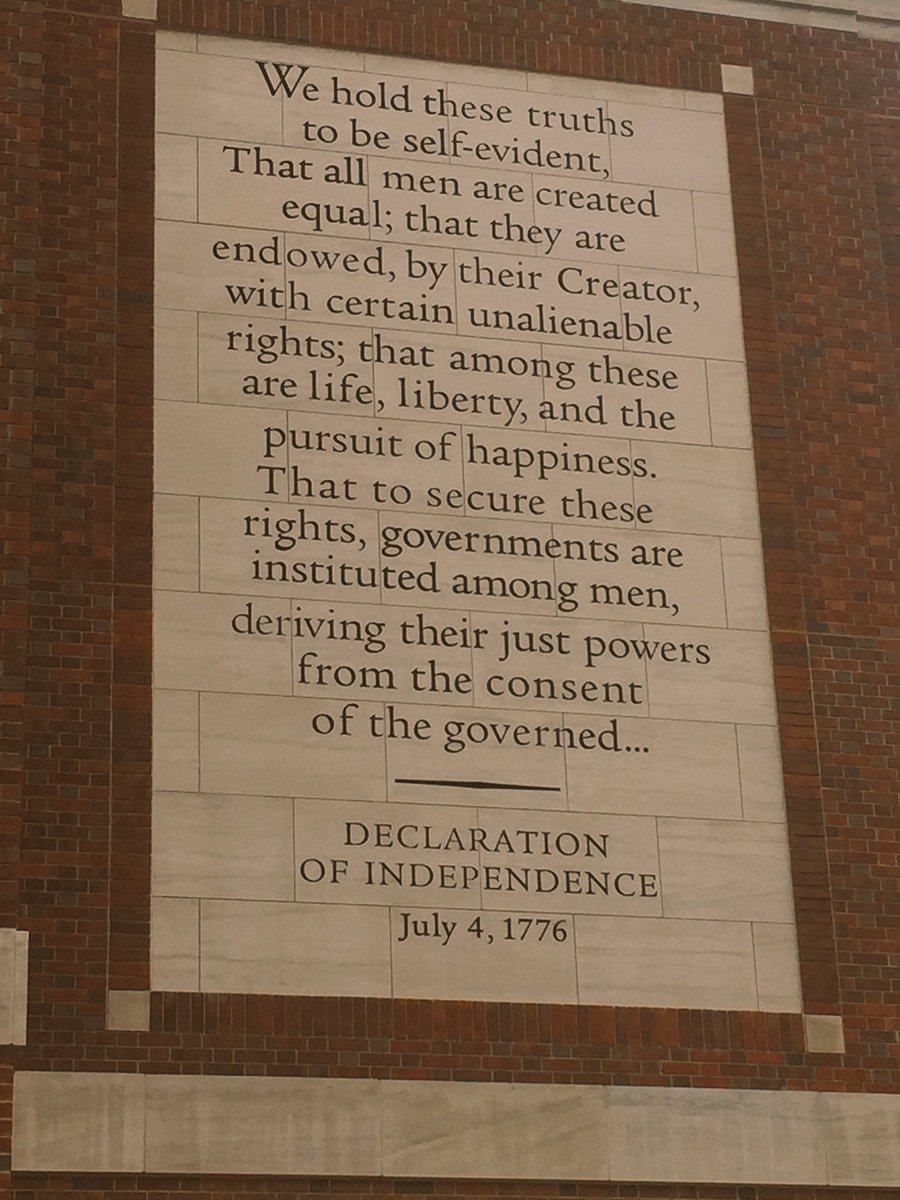 We hold these truths
to be self-evident,
That all men are created
equal; that they are
endowed, by their Creator,
with certain unalienable
rights; that among these
are life, liberty, and the
pursuit of happiness.
That to secure these
rights, governments are
instituted among men,
deriving their just powers
from the consent
of the governed...
DECLARATION
OF INDEPENDENCE
July 4, 1776